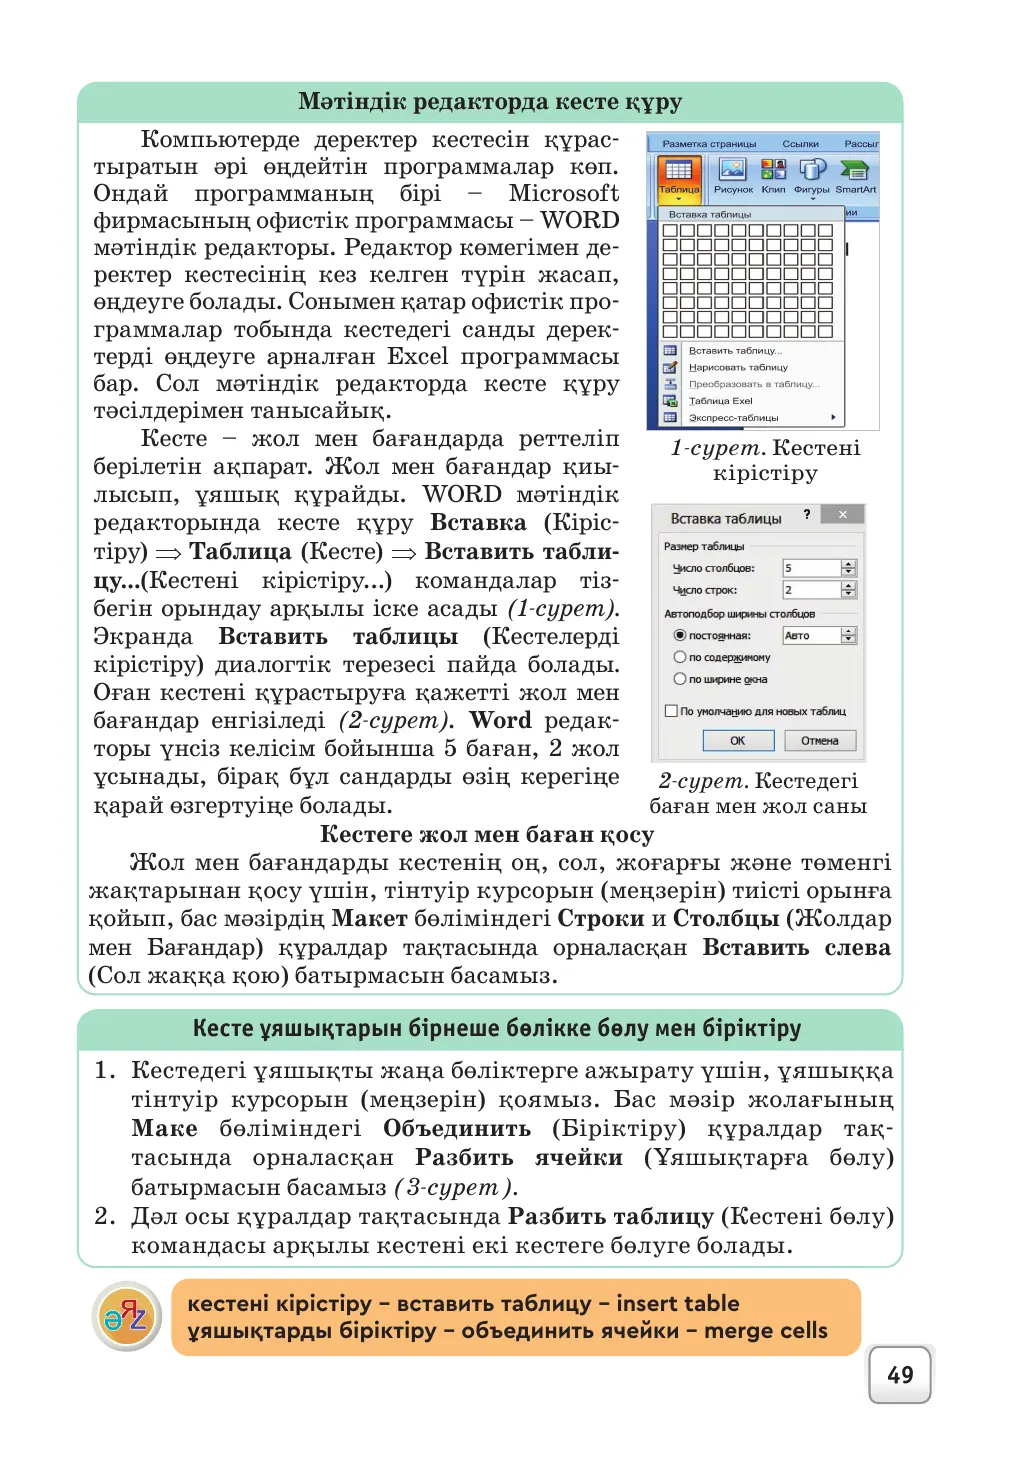 Мәтіндік редакторда кесте құру
Компьютерде деректер кестесін құрас-
тыратын әрі өңдейтін программалар көп.
Ондай программаның бірі – Microsoft
фирмасының офистік программасы – WORD
мәтіндік редакторы. Редактор көмегімен де-
ректер кестесінің кез келген түрін жасап,
өңдеуге болады. Сонымен қатар офистік про-
граммалар тобында кестедегі санды дерек-
терді өңдеуге арналған Excel программасы
бар. Сол мәтіндік редакторда кесте құру
тәсілдерімен танысайық.
Кесте – жол мен бағандарда реттеліп
берілетін ақпарат. Жол мен бағандар қиы-
лысып, ұяшық құрайды. WORD мәтіндік
редакторында кесте құру Вставка (Кіріс-
тіру) ⇒ Таблица (Кесте) ⇒ Вставить табли-
цу...(Кестені кірістіру...) командалар тіз-
бегін орындау арқылы іске асады (1-сурет).
Экранда Вставить таблицы (Кестелерді
кірістіру) диалогтік терезесі пайда болады.
Оған кестені құрастыруға қажетті жол мен
бағандар енгізіледі (2-сурет). Word редак-
торы үнсіз келісім бойынша 5 баған, 2 жол
ұсынады, бірақ бұл сандарды өзің керегіңе
қарай өзгертуіңе болады.
Разметка страницы Ссылки Рассыл
Таблица Рисунок Клип Фигуры SmartArt
Вставка таблицы ии
Вставить таблицу...
Нарисовать таблицу
Преобразовать в таблицу...
Таблица Exel
Экспресс-таблицы
1-сурет. Кестені
кірістіру
Вставка таблицы ? ×
Размер таблицы
Число столбцов: 5
Число строк: 2
Автоподбор ширины столбцов
постоянная: Авто
по содержимому
по ширине окна
По умолчанию для новых таблиц
ОК Отмена
2-сурет. Кестедегі
баған мен жол саны
Кестеге жол мен баған қосу
Жол мен бағандарды кестенің оң, сол, жоғарғы және төменгі
жақтарынан қосу үшін, тінтуір курсорын (меңзерін) тиісті орынға
қойып, бас мәзірдің Макет бөліміндегі Строки и Столбцы (Жолдар
мен Бағандар) құралдар тақтасында орналасқан Вставить слева
(Сол жаққа қою) батырмасын басамыз.
Кесте ұяшықтарын бірнеше бөлікке бөлу мен біріктіру
1. Кестедегі ұяшықты жаңа бөліктерге ажырату үшін, ұяшыққа
тінтуір курсорын (меңзерін) қоямыз. Бас мәзір жолағының
Маке бөліміндегі Объединить (Біріктіру) құралдар тақ-
тасында орналасқан Разбить ячейки (Ұяшықтарға бөлу)
батырмасын басамыз (3-сурет).
2. Дәл осы құралдар тақтасында Разбить таблицу (Кестені бөлу)
командасы арқылы кестені екі кестеге бөлуге болады.
ӘЯZ
кестені кірістіру – вставить таблицу – insert table
ұяшықтарды біріктіру – объединить ячейки – merge cells
49